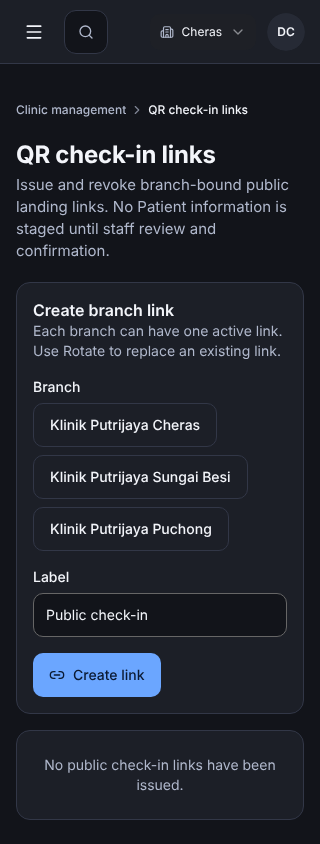 Cheras
DC
Clinic management > QR check-in links
QR check-in links
Issue and revoke branch-bound public
landing links. No Patient information is
staged until staff review and
confirmation.
Create branch link
Each branch can have one active link.
Use Rotate to replace an existing link.
Branch
Klinik Putrijaya Cheras
Klinik Putrijaya Sungai Besi
Klinik Putrijaya Puchong
Label
Public check-in
Create link
No public check-in links have been
issued.